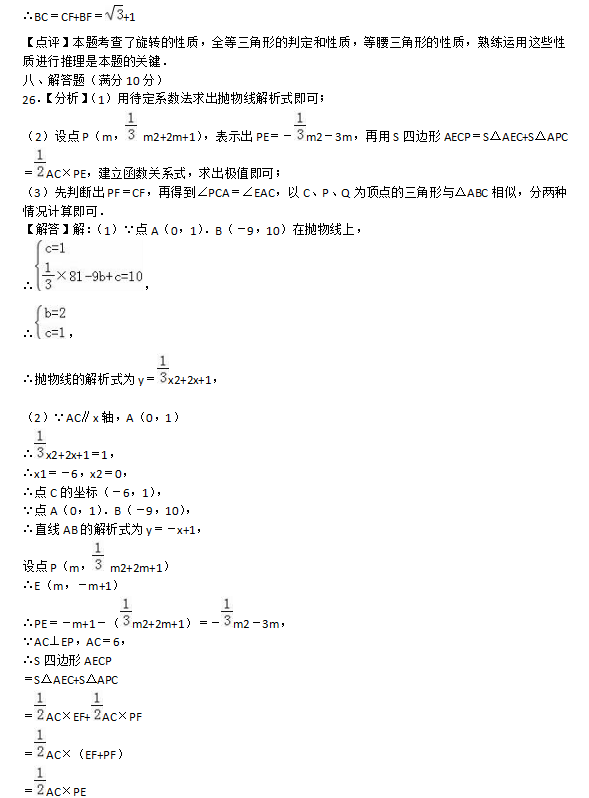 ∴BC＝CF+BF＝√3+1
【点评】本题考查了旋转的性质，全等三角形的判定和性质，等腰三角形的性质，熟练运用这些性
质进行推理是本题的关键．
八、解答题（满分10分）
26.【分析】（1）用待定系数法求出抛物线解析式即可；
（2）设点P（m，1/3 m2+2m+1），表示出PE＝－1/3m2－3m，再用S四边形AECP＝S△AEC+S△APC
＝1/2AC×PE，建立函数关系式，求出极值即可；
（3）先判断出PF＝CF，再得到∠PCA＝∠EAC，以C、P、Q为顶点的三角形与△ABC相似，分两种
情况计算即可．
【解答】解：（1）∵点A（0，1）．B（－9，10）在抛物线上，
∴{c=1
1/3×81-9b+c=10，
∴{b=2
c=1，
∴抛物线的解析式为y＝1/3x2+2x+1，
（2）∵AC∥x轴，A（0，1）
∴1/3x2+2x+1＝1，
∴x1＝－6，x2＝0，
∴点C的坐标（－6，1），
∵点A（0，1）．B（－9，10），
∴直线AB的解析式为y＝－x+1，
设点P（m，1/3 m2+2m+1）
∴E（m，－m+1）
∴PE＝－m+1－（1/3m2+2m+1）＝－1/3m2－3m，
∵AC⊥EP，AC＝6，
∴S四边形AECP
＝S△AEC+S△APC
＝1/2AC×EF+1/2AC×PF
＝1/2AC×（EF+PF）
＝1/2AC×PE